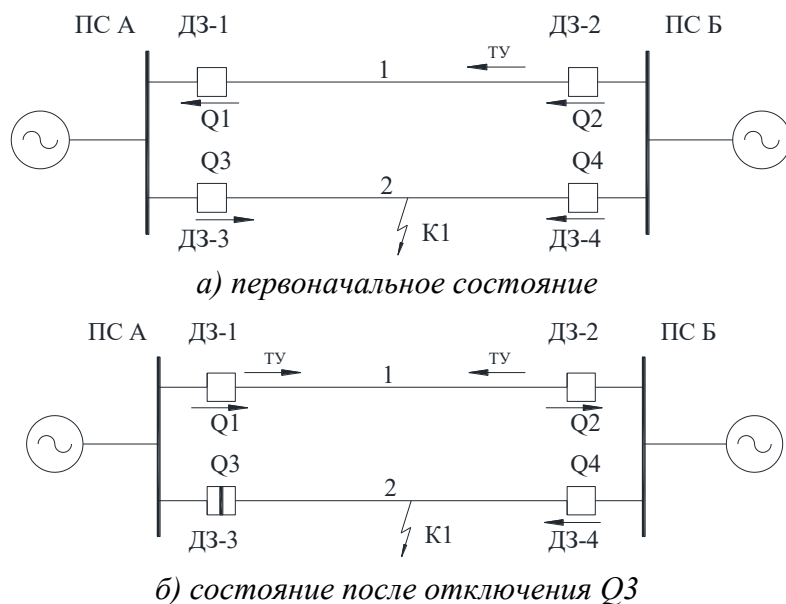 ПС А ДЗ-1 ДЗ-2 ПС Б
ТУ
1
Q1 Q2
Q3 Q4
2
ДЗ-3 К1 ДЗ-4
а) первоначальное состояние
ПС А ДЗ-1 ДЗ-2 ПС Б
ТУ ТУ
1
Q1 Q2
Q3 Q4
2
ДЗ-3 К1 ДЗ-4
б) состояние после отключения Q3